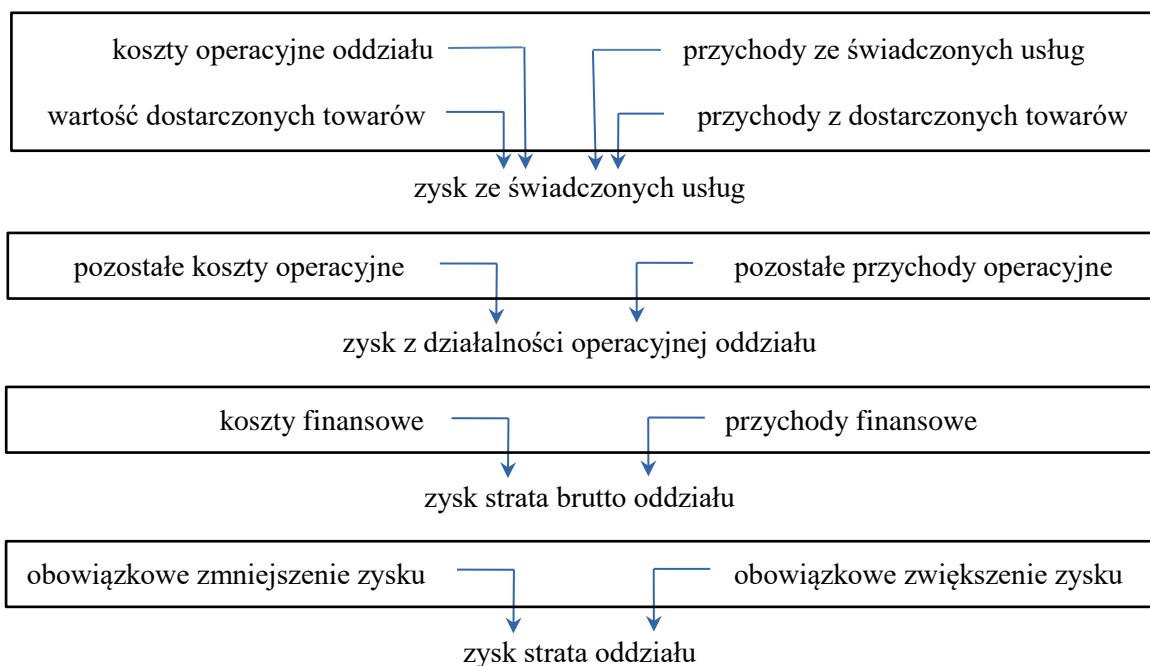 koszty operacyjne oddziału przychody ze świadczonych usług
wartość dostarczonych towarów przychody z dostarczonych towarów
zysk ze świadczonych usług
pozostałe koszty operacyjne pozostałe przychody operacyjne
zysk z działalności operacyjnej oddziału
koszty finansowe przychody finansowe
zysk strata brutto oddziału
obowiązkowe zmniejszenie zysku obowiązkowe zwiększenie zysku
zysk strata oddziału